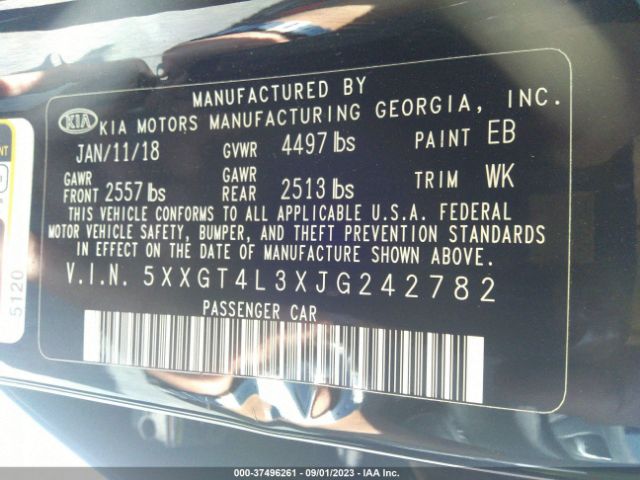 MANUFACTURED BY
KIA KIA MOTORS MANUFACTURING GEORGIA, INC.
JAN/11/18 GVWR 4497 lbs PAINT EB
GAWR FRONT 2557 lbs GAWR REAR 2513 lbs TRIM WK
THIS VEHICLE CONFORMS TO ALL APPLICABLE U.S.A. FEDERAL
MOTOR VEHICLE SAFETY, BUMPER, AND THEFT PREVENTION STANDARDS
IN EFFECT ON THE DATE OF MANUFACTURE SHOWN ABOVE.
V.I.N. 5XXGT4L3XJG242782
PASSENGER CAR
5120
000-37496261 - 09/01/2023 - IAA Inc.